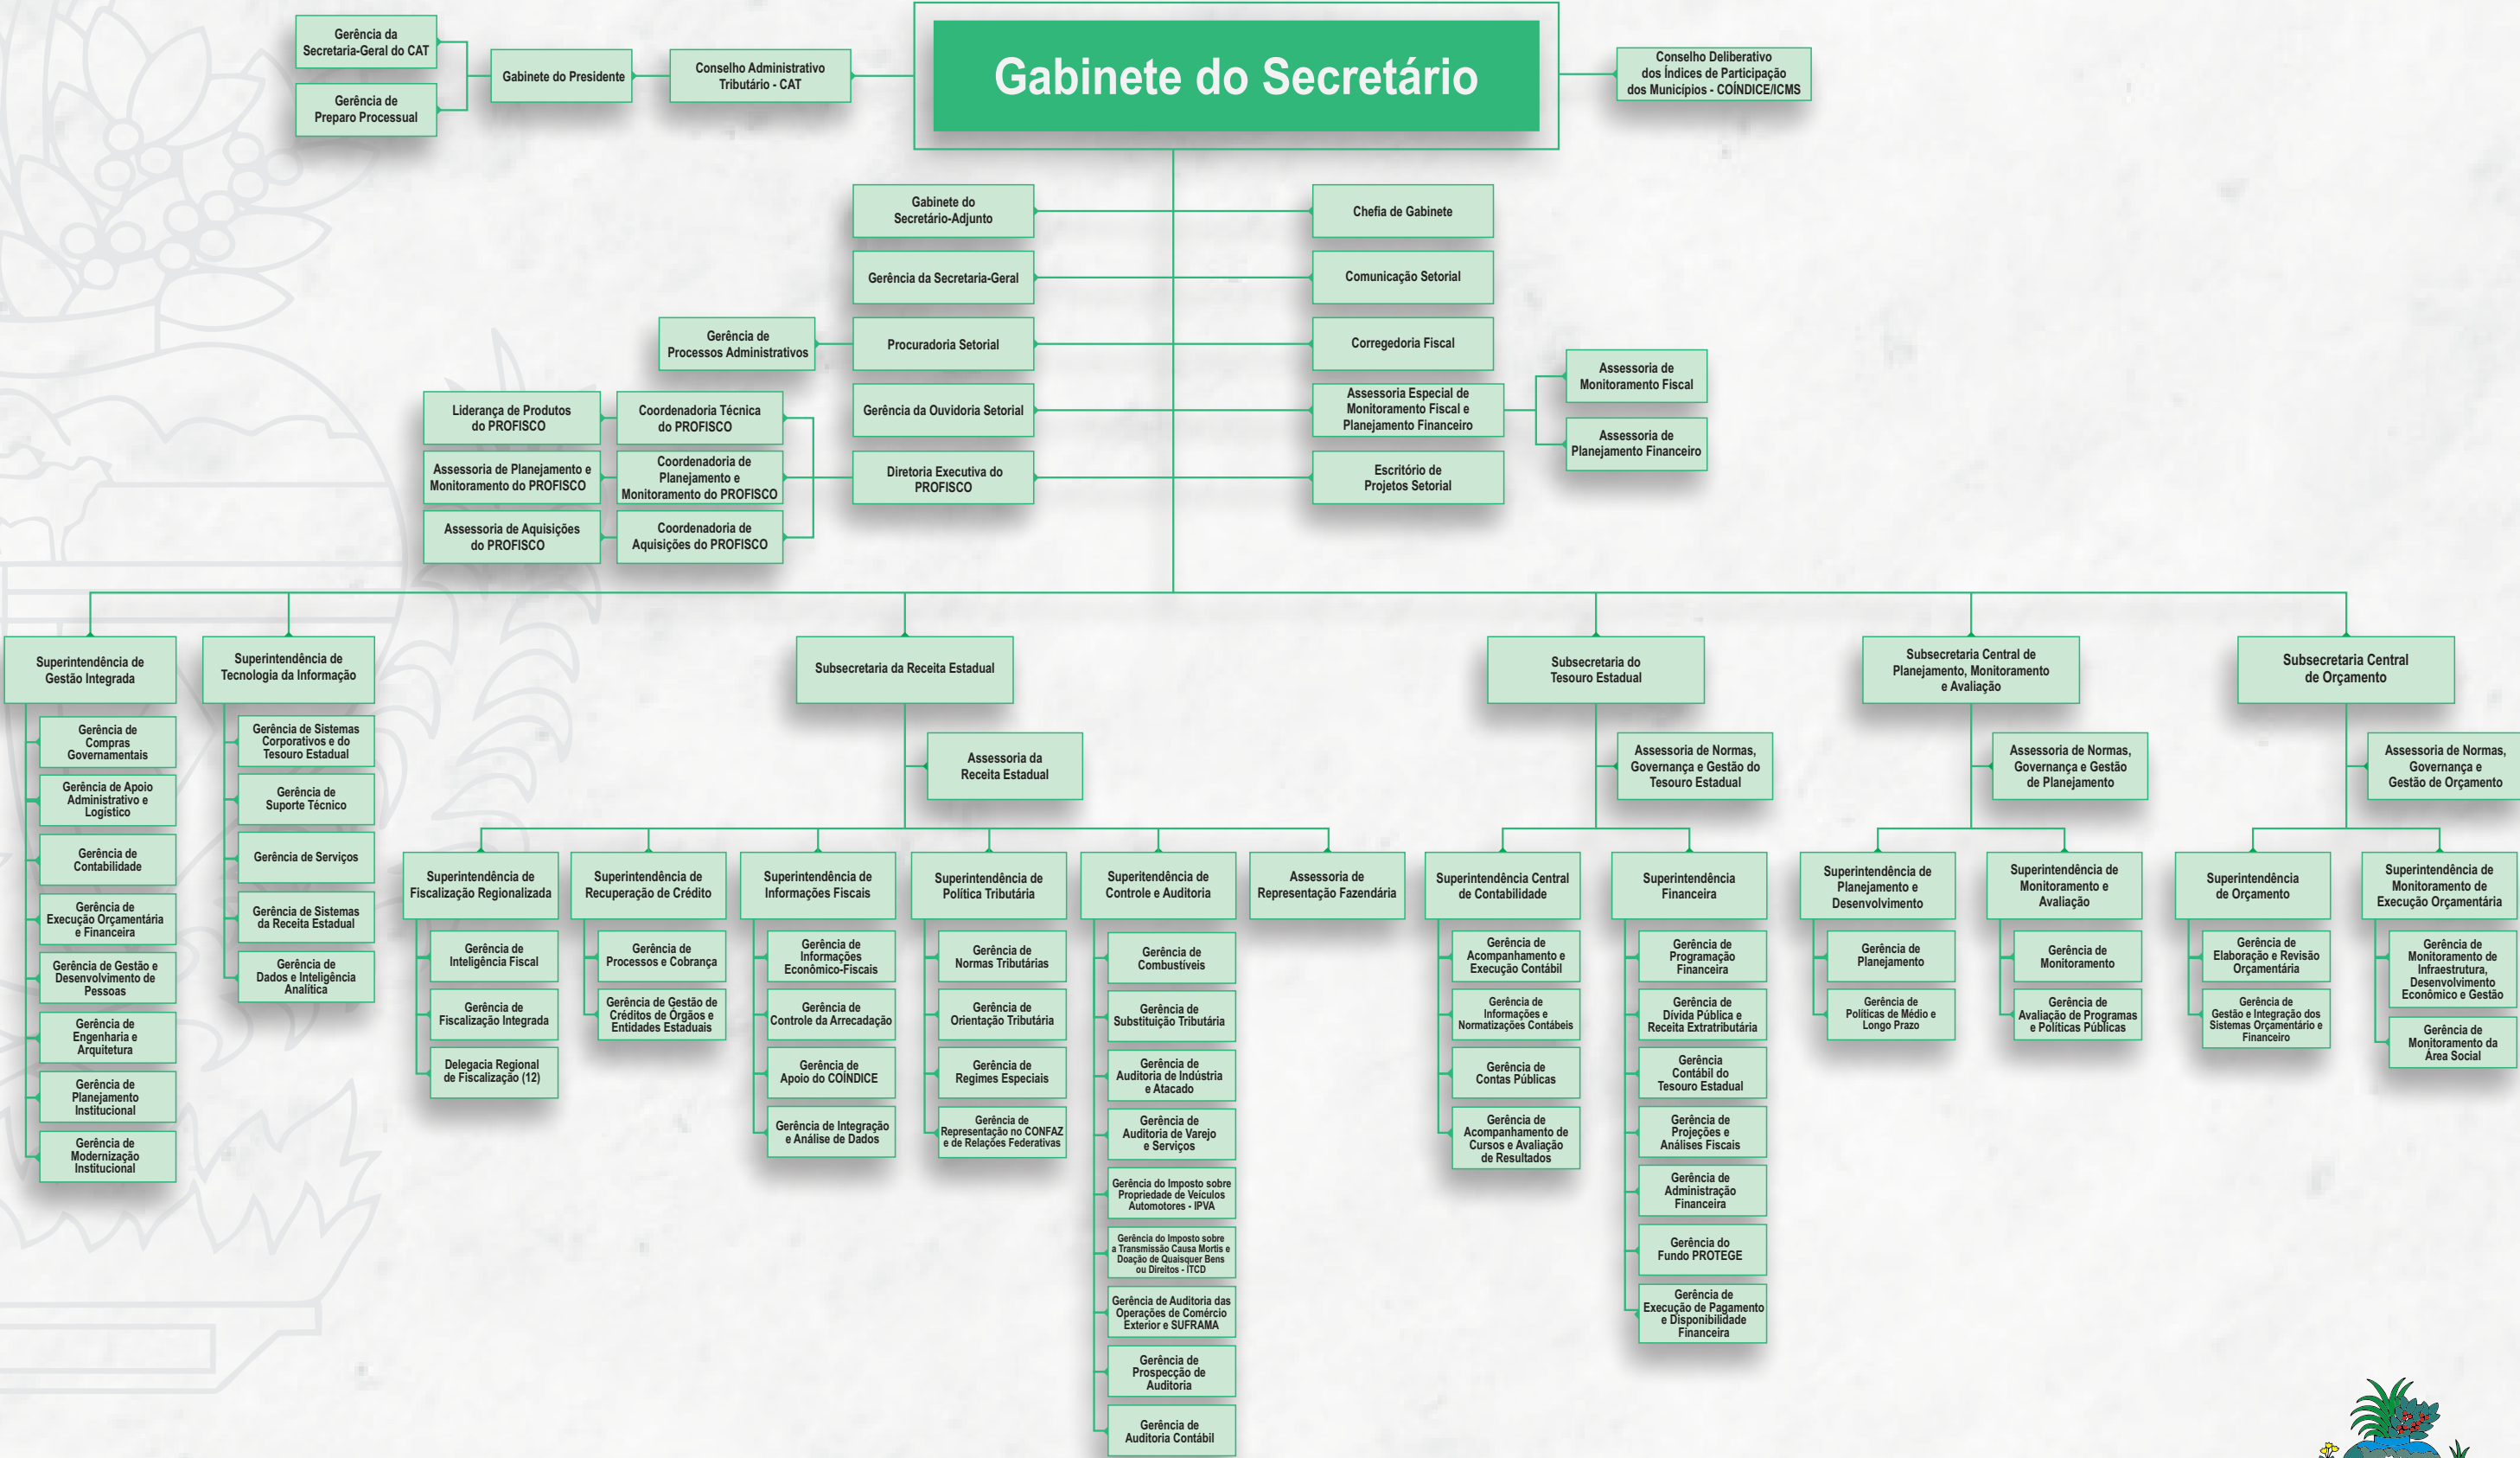 Gerência da
Secretaria-Geral do CAT
Gerência de
Preparo Processual
Gabinete do Presidente
Conselho Administrativo
Tributário - CAT
Gabinete do Secretário
Conselho Deliberativo
dos Índices de Participação
dos Municípios - COÍNDICE/ICMS
Gabinete do
Secretário-Adjunto
Chefia de Gabinete
Gerência da Secretaria-Geral
Comunicação Setorial
Gerência de
Processos Administrativos
Procuradoria Setorial
Corregedoria Fiscal
Gerência da Ouvidoria Setorial
Assessoria Especial de
Monitoramento Fiscal e
Planejamento Financeiro
Assessoria de
Monitoramento Fiscal
Assessoria de
Planejamento Financeiro
Liderança de Produtos
do PROFISCO
Coordenadoria Técnica
do PROFISCO
Assessoria de Planejamento e
Monitoramento do PROFISCO
Coordenadoria de
Planejamento e
Monitoramento do PROFISCO
Assessoria de Aquisições
do PROFISCO
Coordenadoria de
Aquisições do PROFISCO
Diretoria Executiva do
PROFISCO
Escritório de
Projetos Setorial
Superintendência de
Gestão Integrada
Gerência de
Compras
Governamentais
Gerência de Apoio
Administrativo e
Logístico
Gerência de
Contabilidade
Gerência de
Execução Orçamentária
e Financeira
Gerência de Gestão e
Desenvolvimento de
Pessoas
Gerência de
Engenharia e
Arquitetura
Gerência de
Planejamento
Institucional
Gerência de
Modernização
Institucional
Superintendência de
Tecnologia da Informação
Gerência de Sistemas
Corporativos e do
Tesouro Estadual
Gerência de
Suporte Técnico
Gerência de Serviços
Gerência de Sistemas
da Receita Estadual
Gerência de
Dados e Inteligência
Analítica
Subsecretaria da Receita Estadual
Assessoria da
Receita Estadual
Superintendência de
Fiscalização Regionalizada
Gerência de
Inteligência Fiscal
Gerência de
Fiscalização Integrada
Delegacia Regional
de Fiscalização (12)
Superintendência de
Recuperação de Crédito
Gerência de
Processos e Cobrança
Gerência de Gestão de
Créditos de Órgãos e
Entidades Estaduais
Superintendência de
Informações Fiscais
Gerência de
Informações
Econômico-Fiscais
Gerência de
Controle da Arrecadação
Gerência de
Apoio do COÍNDICE
Gerência de Integração
e Análise de Dados
Superintendência de
Política Tributária
Gerência de
Normas Tributárias
Gerência de
Orientação Tributária
Gerência de
Regimes Especiais
Gerência de
Representação no CONFAZ
e de Relações Federativas
Superitendência de
Controle e Auditoria
Gerência de
Combustíveis
Gerência de
Substituição Tributária
Gerência de
Auditoria de Indústria
e Atacado
Gerência de
Auditoria de Varejo
e Serviços
Gerência do Imposto sobre
Propriedade de Veículos
Automotores - IPVA
Gerência do Imposto sobre
a Transmissão Causa Mortis e
Doação de Quaisquer Bens
ou Direitos - ITCD
Gerência de Auditoria das
Operações de Comércio
Exterior e SUFRAMA
Gerência de
Prospecção de
Auditoria
Gerência de
Auditoria Contábil
Assessoria de
Representação Fazendária
Subsecretaria do
Tesouro Estadual
Assessoria de Normas,
Governança e Gestão do
Tesouro Estadual
Superintendência Central
de Contabilidade
Gerência de
Acompanhamento e
Execução Contábil
Gerência de
Informações e
Normatizações Contábeis
Gerência de
Contas Públicas
Gerência de
Acompanhamento de
Cursos e Avaliação
de Resultados
Superintendência
Financeira
Gerência de
Programação
Financeira
Gerência de
Dívida Pública e
Receita Extratributária
Gerência
Contábil do
Tesouro Estadual
Gerência de
Projeções e
Análises Fiscais
Gerência de
Administração
Financeira
Gerência do
Fundo PROTEGE
Gerência de
Execução de Pagamento
e Disponibilidade
Financeira
Subsecretaria Central de
Planejamento, Monitoramento
e Avaliação
Assessoria de Normas,
Governança e Gestão
de Planejamento
Superintendência de
Planejamento e
Desenvolvimento
Gerência de
Planejamento
Gerência de
Políticas de Médio e
Longo Prazo
Superintendência de
Monitoramento e
Avaliação
Gerência de
Monitoramento
Gerência de
Avaliação de Programas
e Políticas Públicas
Subsecretaria Central
de Orçamento
Assessoria de Normas,
Governança e
Gestão de Orçamento
Superintendência
de Orçamento
Gerência de
Elaboração e Revisão
Orçamentária
Gerência de
Gestão e Integração dos
Sistemas Orçamentário e
Financeiro
Superintendência de
Monitoramento de
Execução Orçamentária
Gerência de
Monitoramento de
Infraestrutura,
Desenvolvimento
Econômico e Gestão
Gerência de
Monitoramento da
Área Social